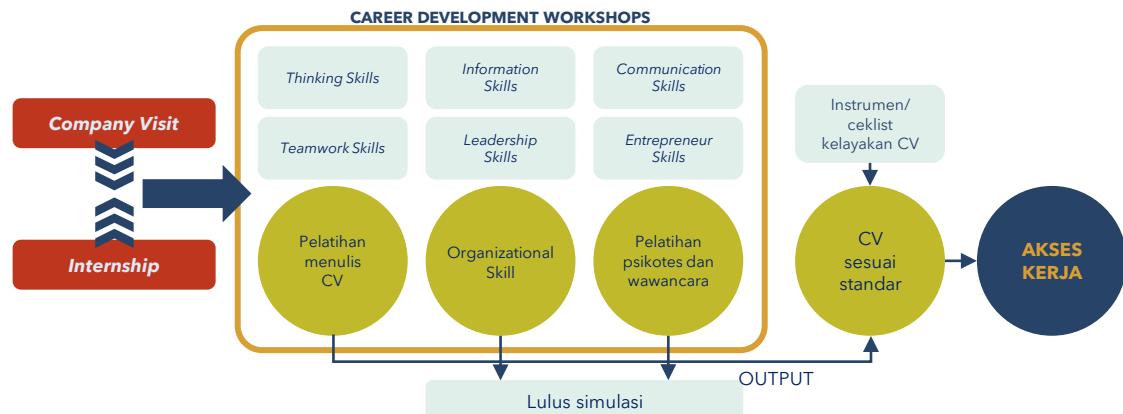 CAREER DEVELOPMENT WORKSHOPS
Thinking Skills
Information
Skills
Communication
Skills
Teamwork Skills
Leadership
Skills
Entrepreneur
Skills
Company Visit
Internship
Pelatihan
menulis
CV
Organizational
Skill
Pelatihan
psikotes dan
wawancara
Instrumen/
ceklist
kelayakan CV
CV
sesuai
standar
AKSES
KERJA
OUTPUT
Lulus simulasi